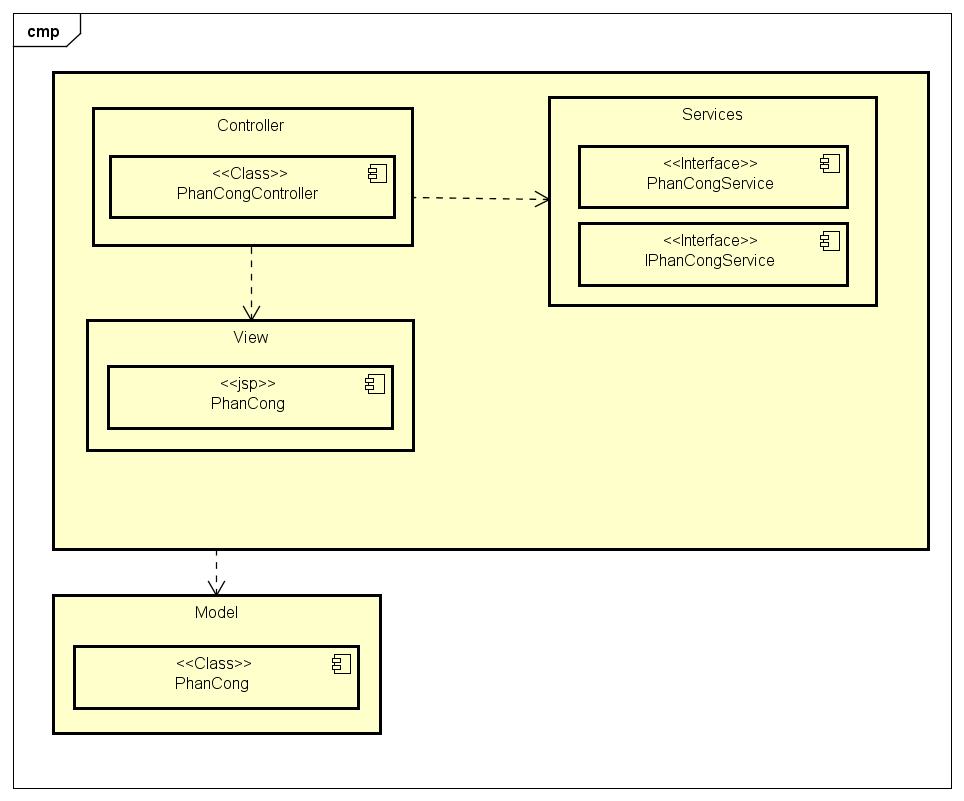 cmp
Controller
<<Class>>
PhanCongController
Services
<<Interface>>
PhanCongService
<<Interface>>
IPhanCongService
View
<<jsp>>
PhanCong
Model
<<Class>>
PhanCong